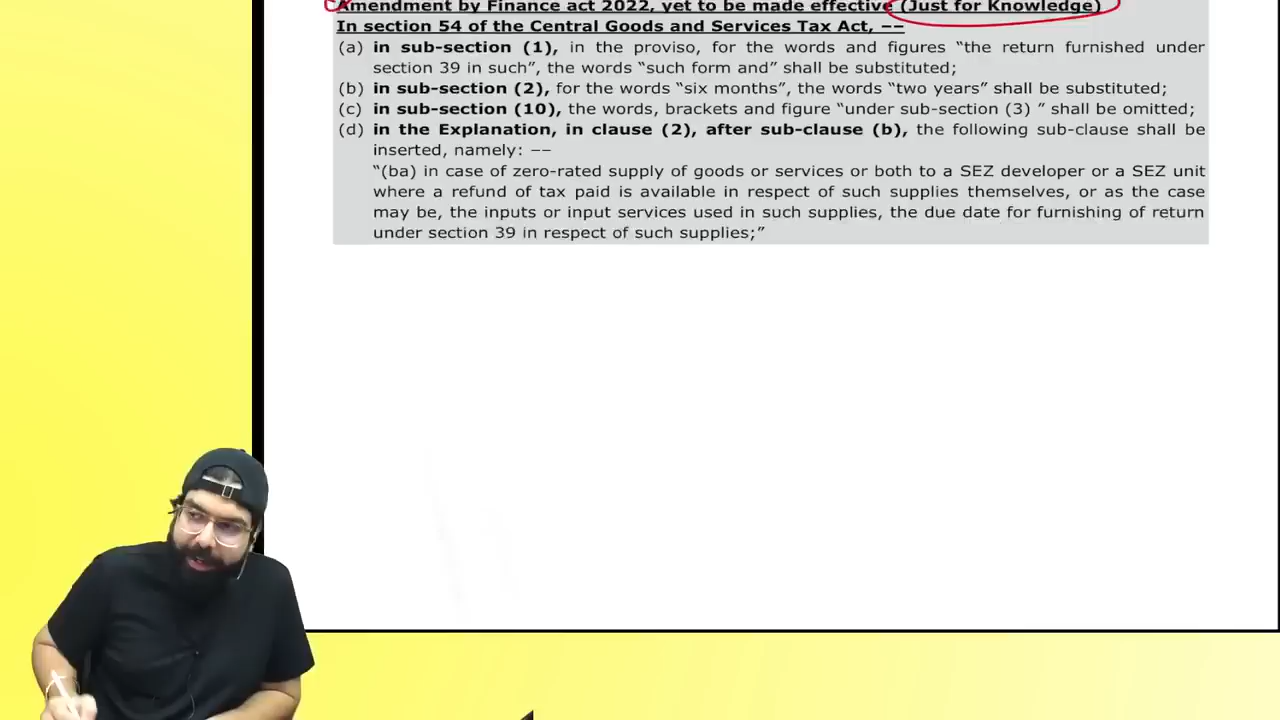 Amendment by Finance act 2022, yet to be made effective (Just for Knowledge)
In section 54 of the Central Goods and Services Tax Act, ––
(a) in sub-section (1), in the proviso, for the words and figures “the return furnished under
section 39 in such”, the words “such form and” shall be substituted;
(b) in sub-section (2), for the words “six months”, the words “two years” shall be substituted;
(c) in sub-section (10), the words, brackets and figure “under sub-section (3) ” shall be omitted;
(d) in the Explanation, in clause (2), after sub-clause (b), the following sub-clause shall be
inserted, namely: ––
“(ba) in case of zero-rated supply of goods or services or both to a SEZ developer or a SEZ unit
where a refund of tax paid is available in respect of such supplies themselves, or as the case
may be, the inputs or input services used in such supplies, the due date for furnishing of return
under section 39 in respect of such supplies;”